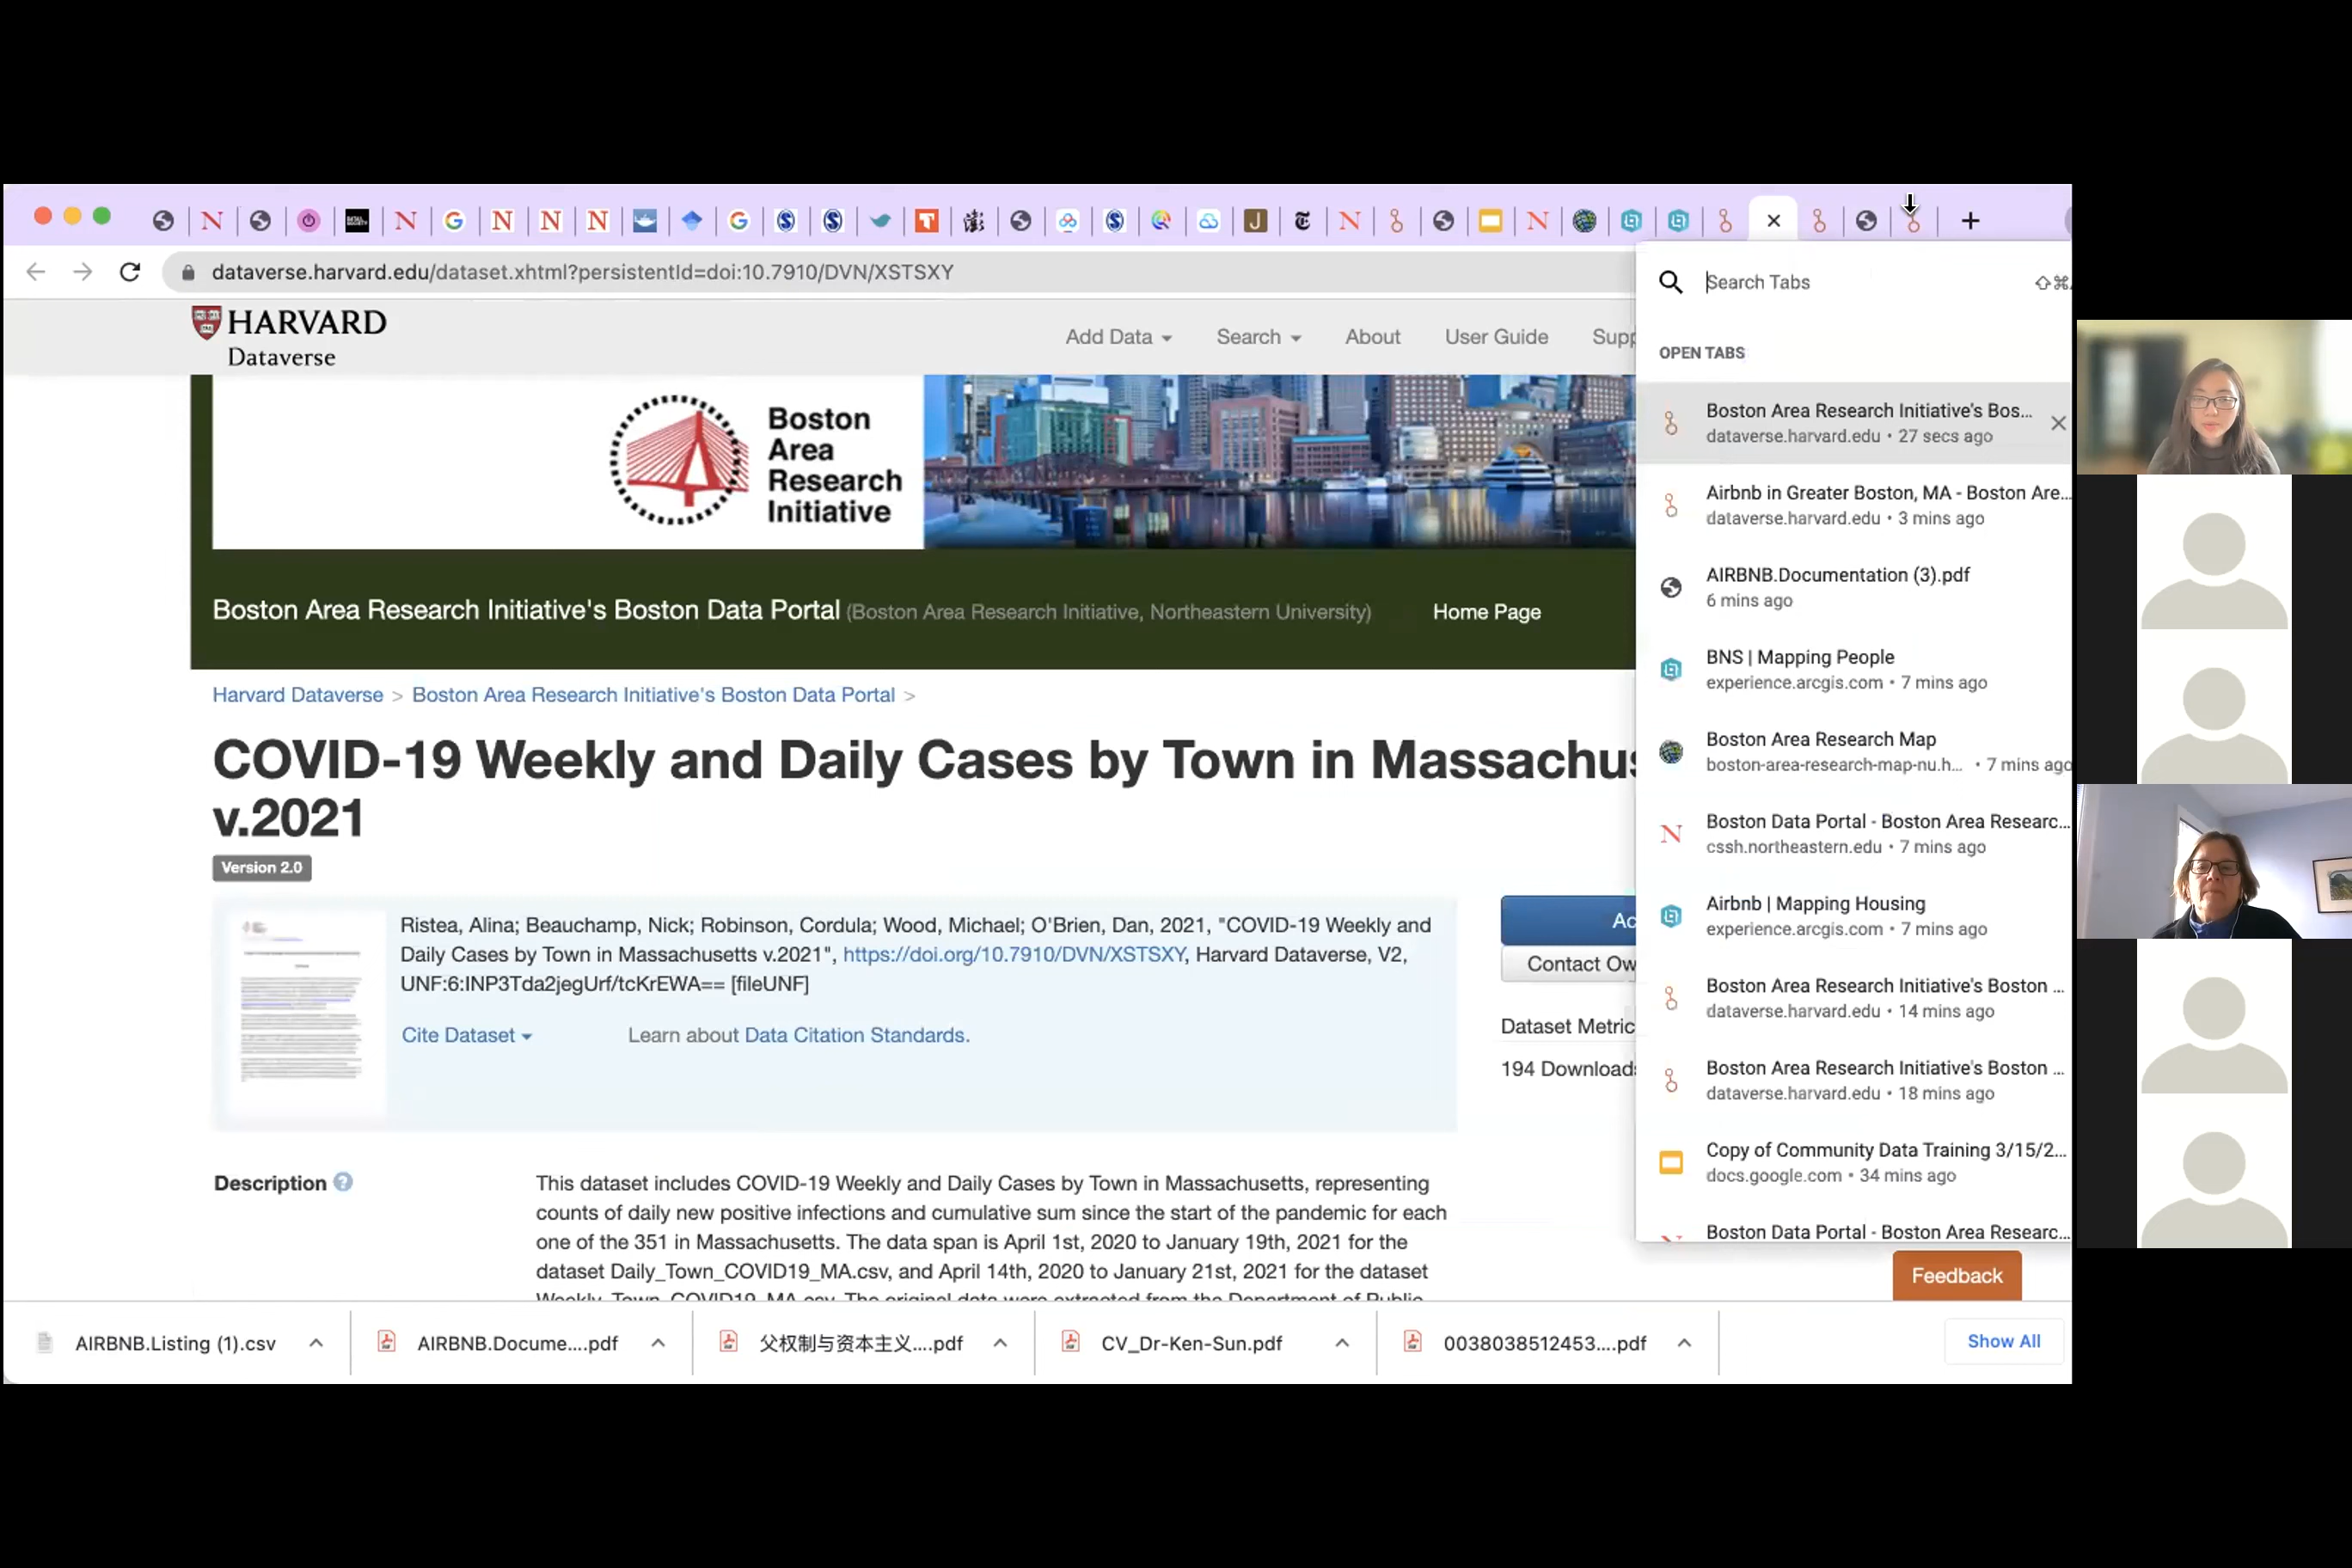 dataverse.harvard.edu/dataset.xhtml?persistentId=doi:10.7910/DVN/XSTSXY
HARVARD
Dataverse
Add Data
Search
About
User Guide
Supp
Boston
Area
Research
Initiative
Boston Area Research Initiative's Boston Data Portal (Boston Area Research Initiative, Northeastern University)
Home Page
Harvard Dataverse > Boston Area Research Initiative's Boston Data Portal >
COVID-19 Weekly and Daily Cases by Town in Massachus
v.2021
Version 2.0
Ristea, Alina; Beauchamp, Nick; Robinson, Cordula; Wood, Michael; O'Brien, Dan, 2021, "COVID-19 Weekly and
Daily Cases by Town in Massachusetts v.2021", https://doi.org/10.7910/DVN/XSTSXY, Harvard Dataverse, V2,
UNF:6:INP3Tda2jegUrf/tcKrEWA== [fileUNF]
Cite Dataset
Learn about Data Citation Standards.
Ac
Contact Ow
Dataset Metric
194 Downloads
Description
This dataset includes COVID-19 Weekly and Daily Cases by Town in Massachusetts, representing
counts of daily new positive infections and cumulative sum since the start of the pandemic for each
one of the 351 in Massachusetts. The data span is April 1st, 2020 to January 19th, 2021 for the
dataset Daily_Town_COVID19_MA.csv, and April 14th, 2020 to January 21st, 2021 for the dataset
Weekly_Town_COVID19_MA.csv. The original data were extracted from the Department of Public
Search Tabs
OPEN TABS
Boston Area Research Initiative's Bos...
dataverse.harvard.edu • 27 secs ago
Airbnb in Greater Boston, MA - Boston Are...
dataverse.harvard.edu • 3 mins ago
AIRBNB.Documentation (3).pdf
6 mins ago
BNS | Mapping People
experience.arcgis.com • 7 mins ago
Boston Area Research Map
boston-area-research-map-nu.h... • 7 mins ago
Boston Data Portal - Boston Area Researc...
cssh.northeastern.edu • 7 mins ago
Airbnb | Mapping Housing
experience.arcgis.com • 7 mins ago
Boston Area Research Initiative's Boston ...
dataverse.harvard.edu • 14 mins ago
Boston Area Research Initiative's Boston ...
dataverse.harvard.edu • 18 mins ago
Copy of Community Data Training 3/15/2...
docs.google.com • 34 mins ago
Boston Data Portal - Boston Area Researc...
Feedback
AIRBNB.Listing (1).csv
AIRBNB.Docume....pdf
父权制与资本主义....pdf
CV_Dr-Ken-Sun.pdf
0038038512453....pdf
Show All